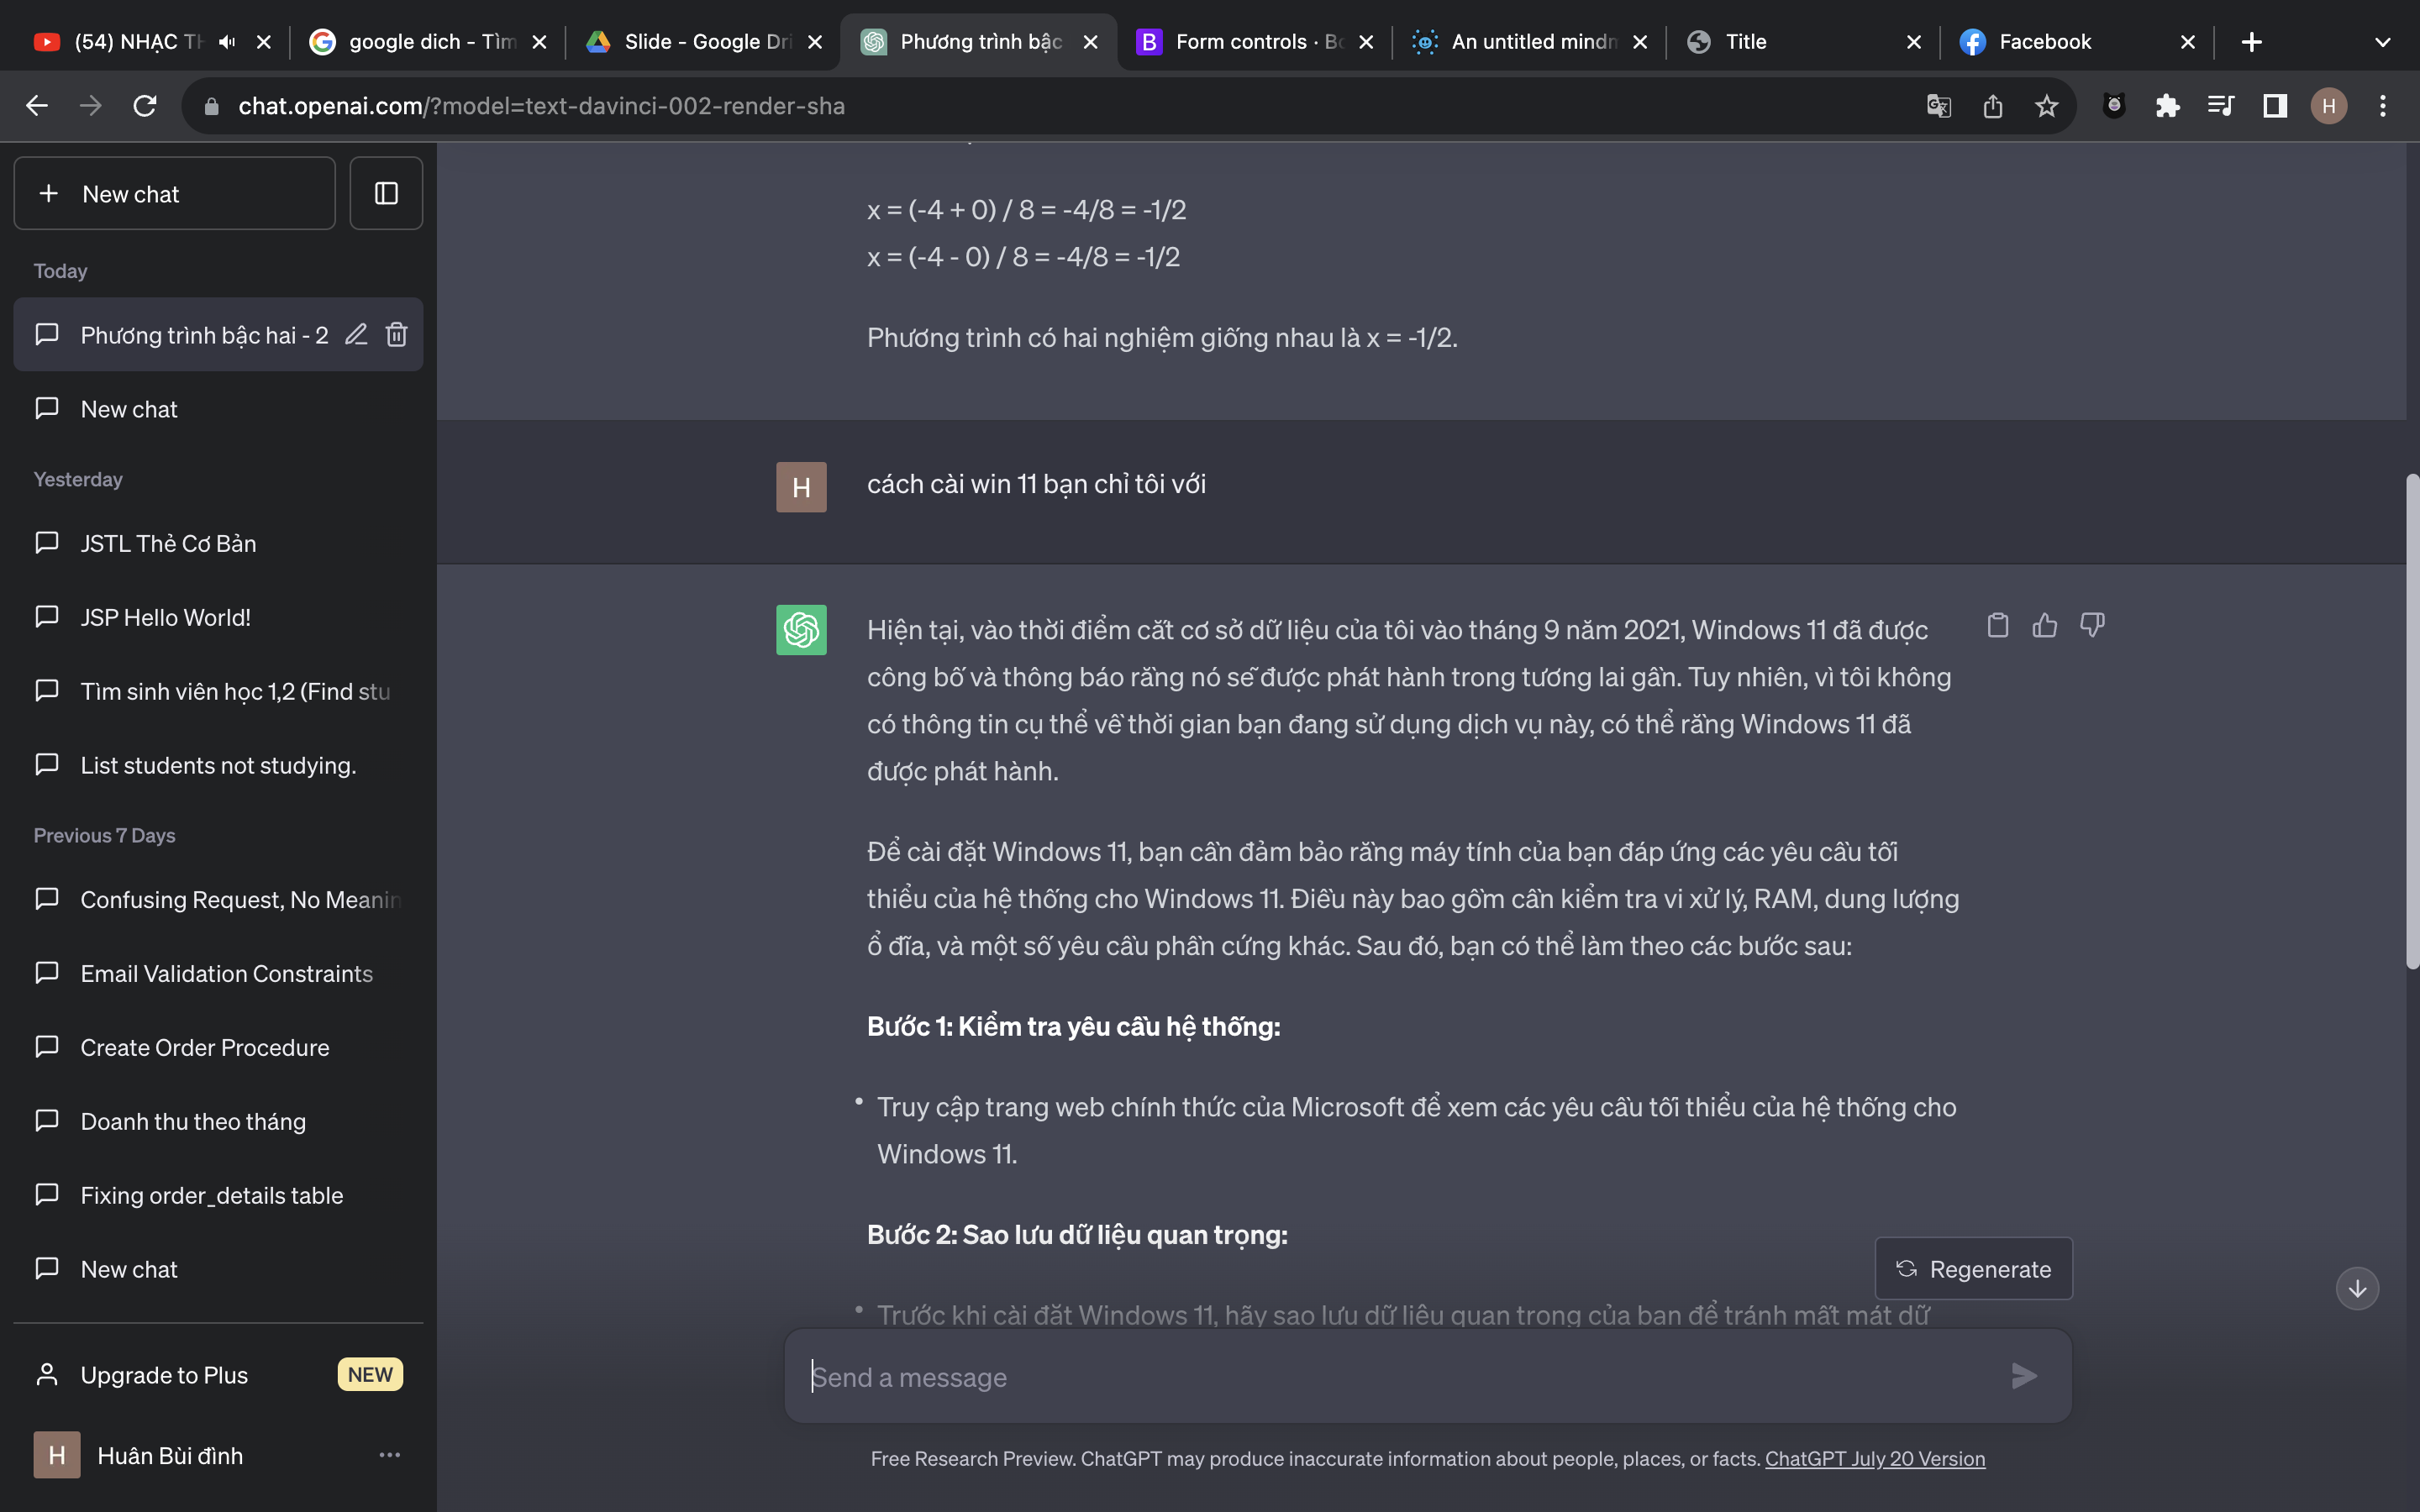 (54) NHẠC TH
google dich - Tìm
Slide - Google Dri
Phương trình bậc
Form controls · Bo
An untitled mindm
Title
Facebook
chat.openai.com/?model=text-davinci-002-render-sha
H
New chat
Today
Phương trình bậc hai - 2
New chat
Yesterday
JSTL Thẻ Cơ Bản
JSP Hello World!
Tìm sinh viên học 1,2 (Find stu
List students not studying.
Previous 7 Days
Confusing Request, No Meanin
Email Validation Constraints
Create Order Procedure
Doanh thu theo tháng
Fixing order_details table
New chat
Upgrade to Plus
NEW
H
Huân Bùi đình
x = (-4 + 0) / 8 = -4/8 = -1/2
x = (-4 - 0) / 8 = -4/8 = -1/2
Phương trình có hai nghiệm giống nhau là x = -1/2.
H
cách cài win 11 bạn chỉ tôi với
Hiện tại, vào thời điểm cắt cơ sở dữ liệu của tôi vào tháng 9 năm 2021, Windows 11 đã được
công bố và thông báo rằng nó sẽ được phát hành trong tương lai gần. Tuy nhiên, vì tôi không
có thông tin cụ thể về thời gian bạn đang sử dụng dịch vụ này, có thể rằng Windows 11 đã
được phát hành.
Để cài đặt Windows 11, bạn cần đảm bảo rằng máy tính của bạn đáp ứng các yêu cầu tối
thiểu của hệ thống cho Windows 11. Điều này bao gồm cần kiểm tra vi xử lý, RAM, dung lượng
ổ đĩa, và một số yêu cầu phần cứng khác. Sau đó, bạn có thể làm theo các bước sau:
Bước 1: Kiểm tra yêu cầu hệ thống:
• Truy cập trang web chính thức của Microsoft để xem các yêu cầu tối thiểu của hệ thống cho
Windows 11.
Bước 2: Sao lưu dữ liệu quan trọng:
• Trước khi cài đặt Windows 11, hãy sao lưu dữ liệu quan trọng của bạn để tránh mất mát dữ
Regenerate
Send a message
Free Research Preview. ChatGPT may produce inaccurate information about people, places, or facts. ChatGPT July 20 Version